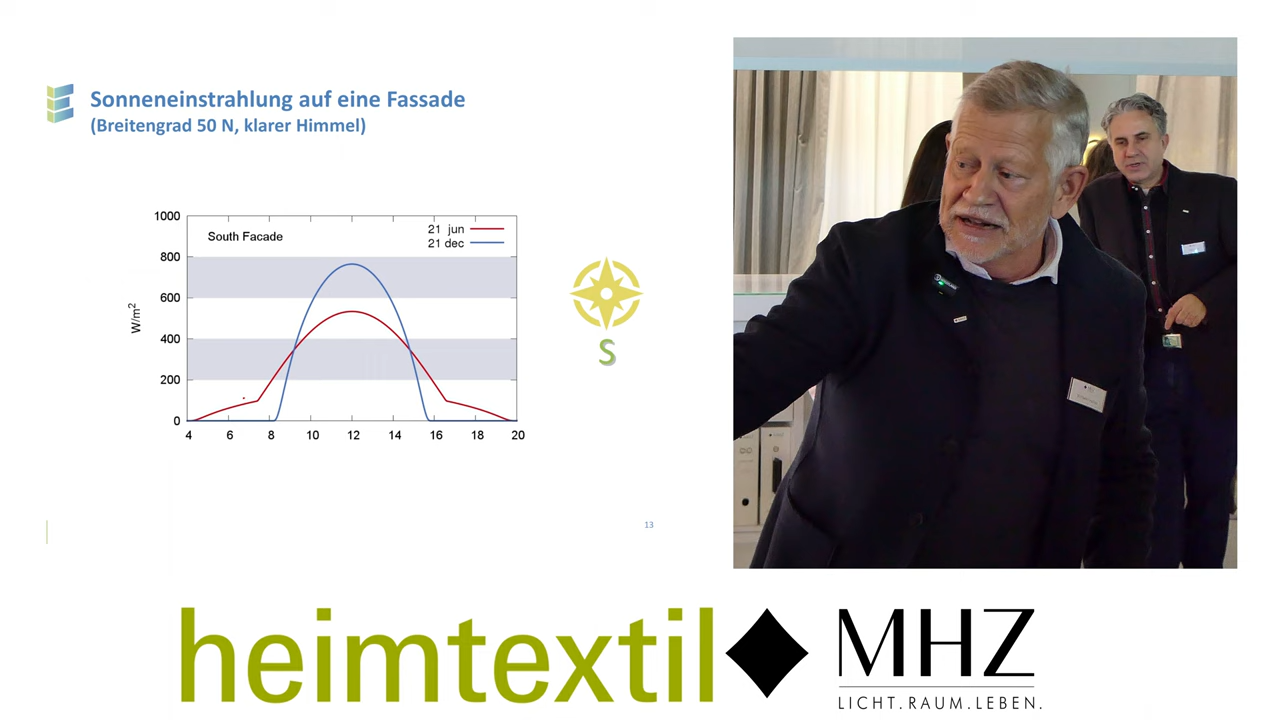 Sonneneinstrahlung auf eine Fassade
(Breitengrad 50 N, klarer Himmel)
1000
800
600
400
200
0
W/m²
South Facade
21 jun
21 dec
4
6
8
10
12
14
16
18
20
S
13
heimtextil
MHZ
LICHT.RAUM.LEBEN.